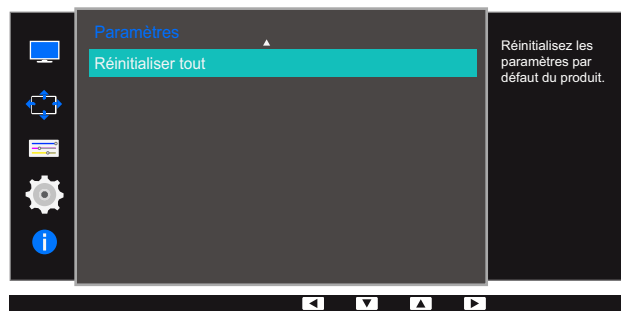 Paramètres
Réinitialiser tout
Réinitialisez les
paramètres par
défaut du produit.